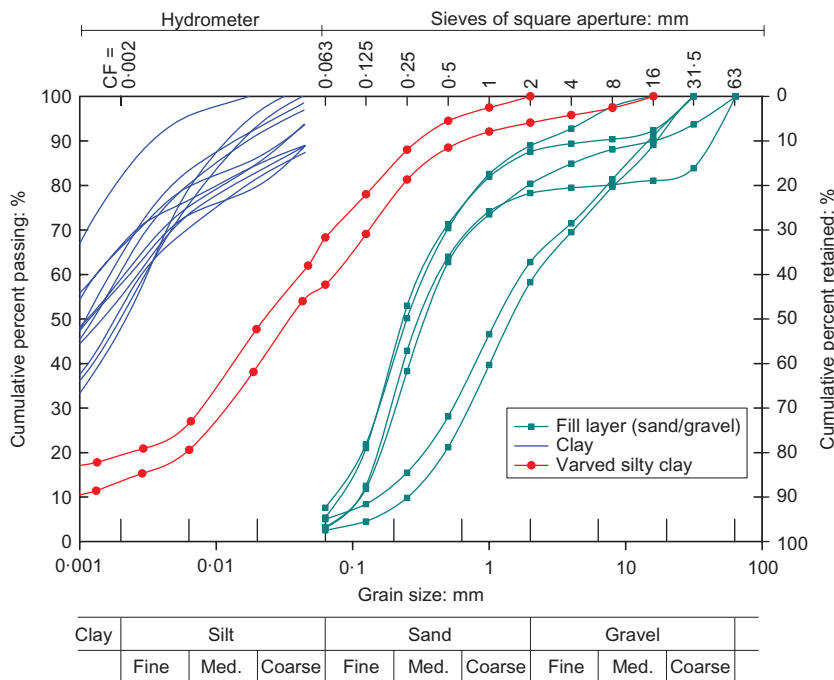 Hydrometer
Sieves of square aperture: mm
CF =
0·002
0·063
0·125
0·25
0·5
1
2
4
8
16
31·5
63
100
90
80
70
60
50
40
30
20
10
0
Cumulative percent passing: %
0
10
20
30
40
50
60
70
80
90
100
Cumulative percent retained: %
Fill layer (sand/gravel)
Clay
Varved silty clay
0·001
0·01
0·1
1
10
100
Grain size: mm
Clay
Silt
Sand
Gravel
Fine
Med.
Coarse
Fine
Med.
Coarse
Fine
Med.
Coarse